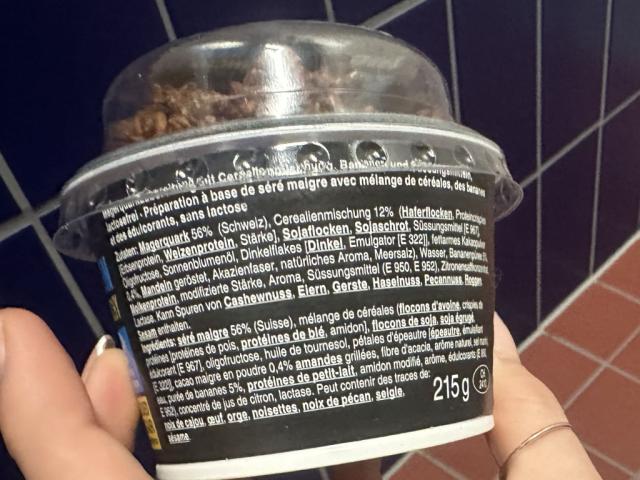 mit Cerealienmischung, Bananen und
lactosefrei · Préparation à base de séré maigre avec mélange de céréales, des bananes
et des édulcorants, sans lactose
Zutaten: Magerquark 56% (Schweiz), Cerealienmischung 12% (Haferflocken, Proteincrispies
[Erbsenprotein, Weizenprotein, Stärke], Sojaflocken, Sojaschrot, Süssungsmittel [E 967],
Oligofructose, Sonnenblumenöl, Dinkelflakes [Dinkel, Emulgator [E 322]], fettarmes Kakaopulver
0,4%, Mandeln geröstet, Akazienfaser, natürliches Aroma, Meersalz), Wasser, Bananenpüree 5%,
Molkenprotein, modifizierte Stärke, Aroma, Süssungsmittel (E 950, E 952), Zitronensaftkonzentrat,
Lactase. Kann Spuren von Cashewnuss, Eiern, Gerste, Haselnuss, Pecannuss, Roggen,
Sesam enthalten.
Ingrédients: séré maigre 56% (Suisse), mélange de céréales (flocons d'avoine, crispies de
protéines [protéines de pois, protéines de blé, amidon], flocons de soja, soja égrugé,
édulcorant [E 967], oligofructose, huile de tournesol, pétales d'épeautre [épeautre, émulsifiant
[E 322]], cacao maigre en poudre 0,4% amandes grillées, fibre d'acacia, arôme naturel, sel
eau, purée de bananes 5%, protéines de petit-lait, amidon modifié, arôme, édulcorants (E 950,
E 952), concentré de jus de citron, lactase. Peut contenir des traces de:
noix de cajou, œuf, orge, noisettes, noix de pécan, seigle,
sésame.
215g
CH